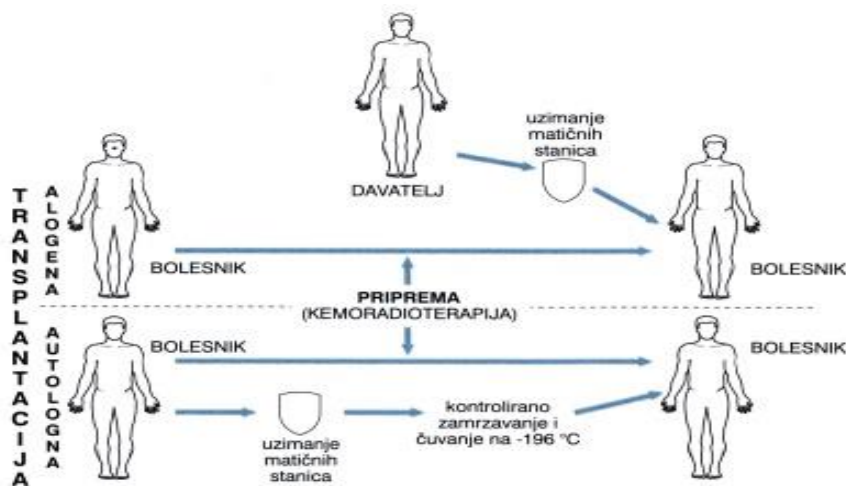 TRANSPLANTACIJA
ALOGENA
uzimanje
matičnih
stanica
DAVATELJ
BOLESNIK
BOLESNIK
PRIPREMA
(KEMORADIOTERAPIJA)
AUTOLOGNA
BOLESNIK
BOLESNIK
uzimanje
matičnih
stanica
kontrolirano
zamrzavanje i
čuvanje na -196 °C